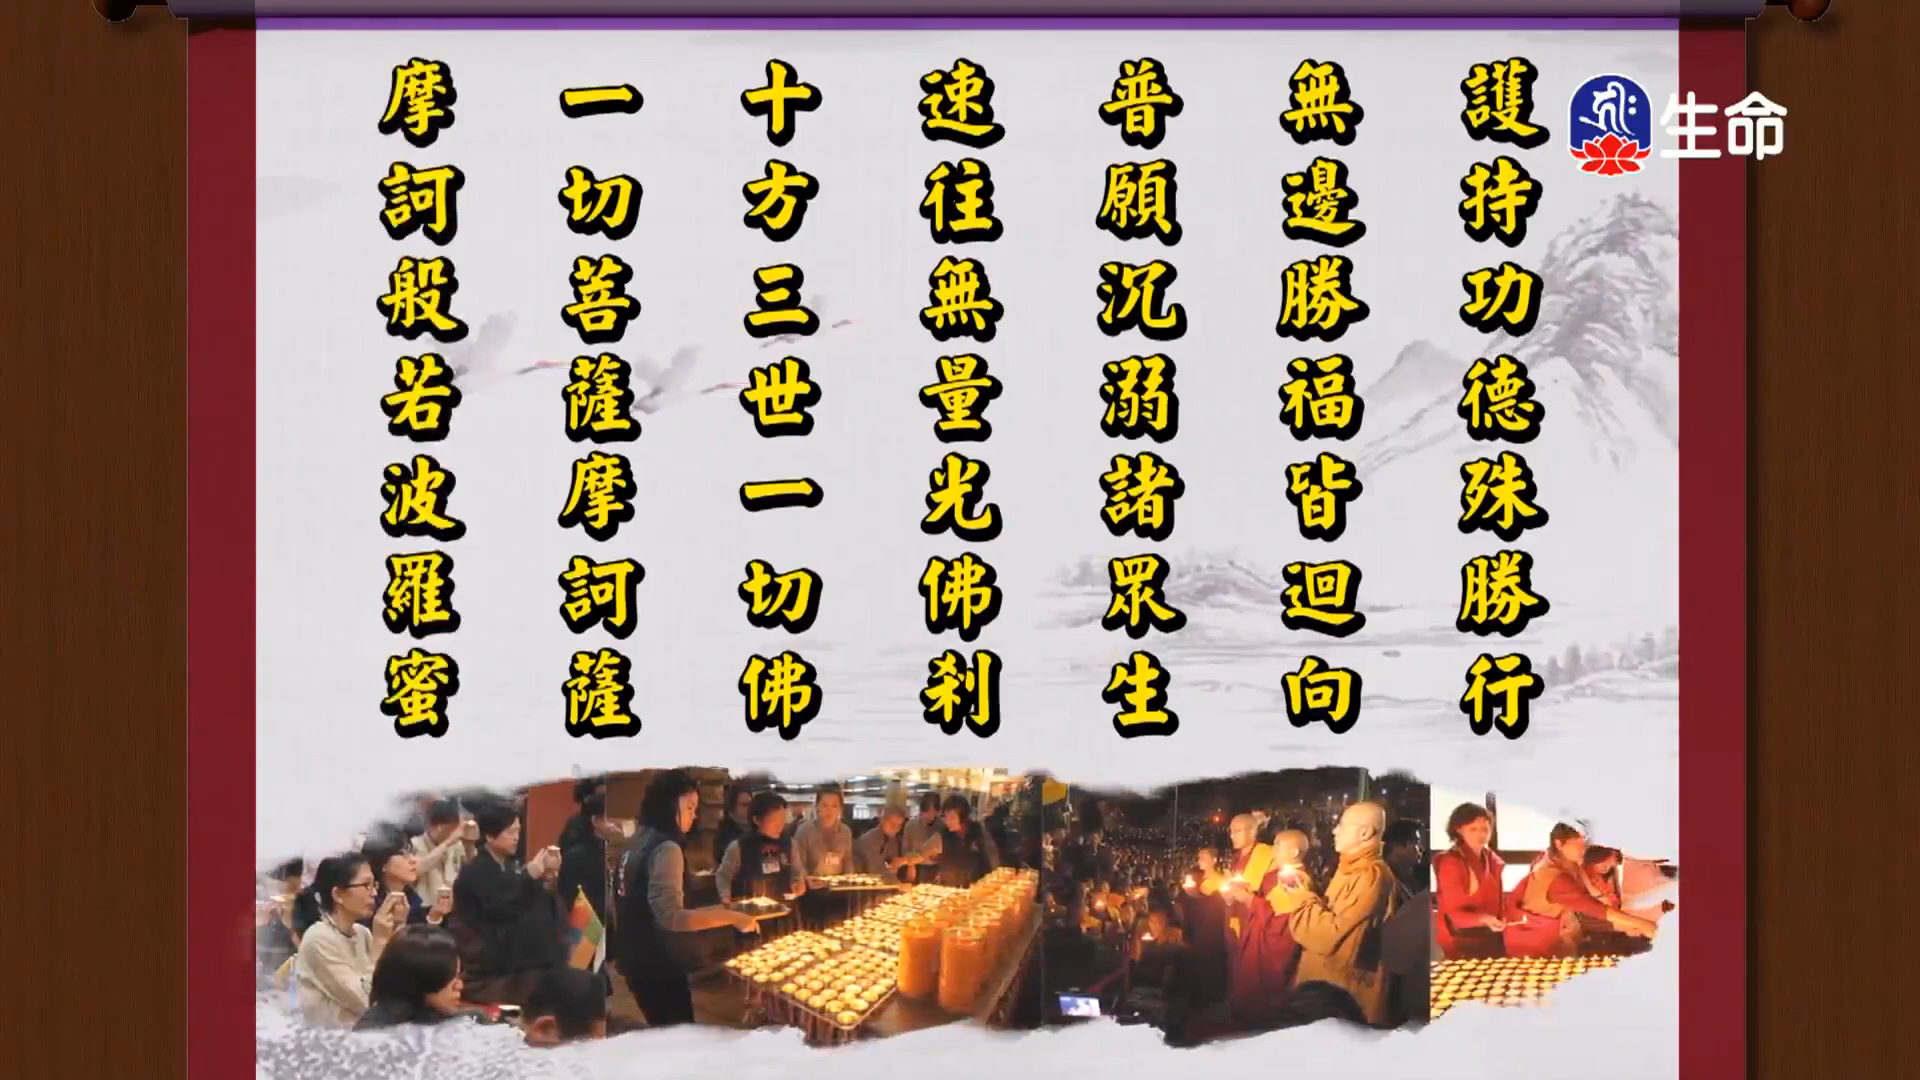 護持功德殊勝行
無邊勝福皆迴向
普願沉溺諸眾生
速往無量光佛剎
十方三世一切佛
一切菩薩摩訶薩
摩訶般若波羅蜜
生命